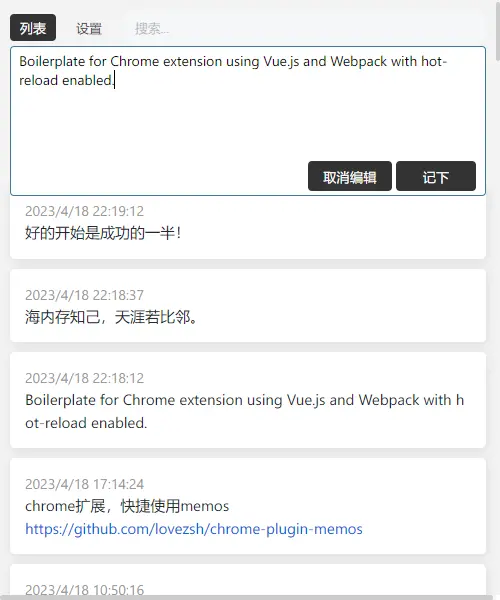 列表 设置 搜索...
Boilerplate for Chrome extension using Vue.js and Webpack with hot-
reload enabled.
取消编辑 记下
2023/4/18 22:19:12
好的开始是成功的一半！
2023/4/18 22:18:37
海内存知己，天涯若比邻。
2023/4/18 22:18:12
Boilerplate for Chrome extension using Vue.js and Webpack with h
ot-reload enabled.
2023/4/18 17:14:24
chrome扩展，快捷使用memos
https://github.com/lovezsh/chrome-plugin-memos
2023/4/18 10:50:16